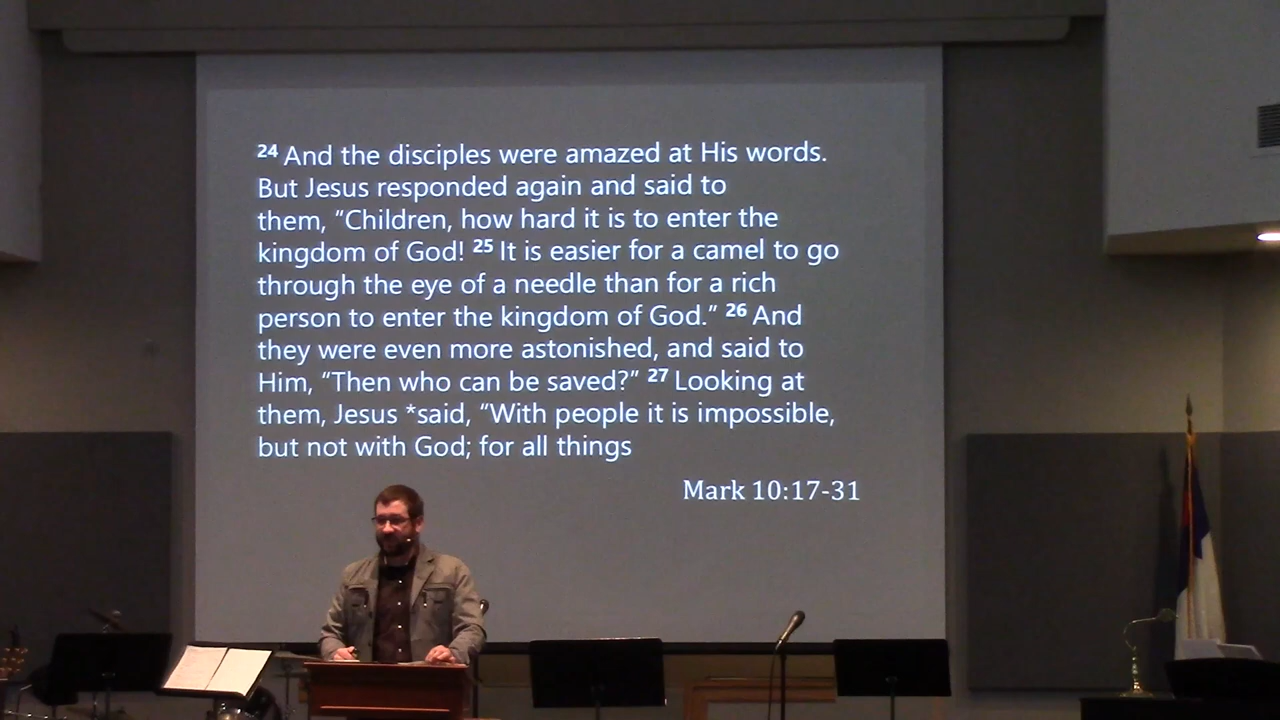 24 And the disciples were amazed at His words.
But Jesus responded again and said to
them, “Children, how hard it is to enter the
kingdom of God! 25 It is easier for a camel to go
through the eye of a needle than for a rich
person to enter the kingdom of God.” 26 And
they were even more astonished, and said to
Him, “Then who can be saved?” 27 Looking at
them, Jesus *said, “With people it is impossible,
but not with God; for all things
Mark 10:17-31